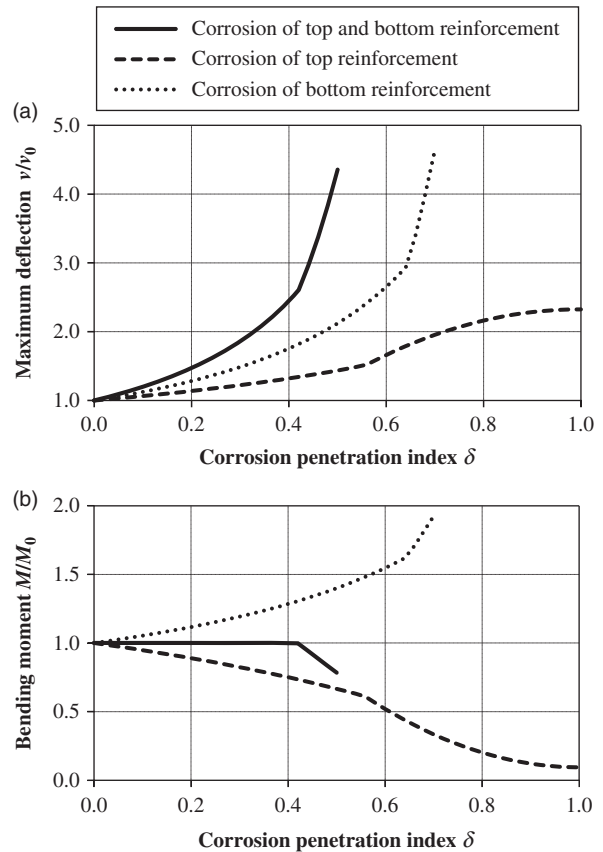 Corrosion of top and bottom reinforcement
Corrosion of top reinforcement
Corrosion of bottom reinforcement
(a)
5.0
4.0
3.0
2.0
1.0
Maximum deflection v/v₀
0.0 0.2 0.4 0.6 0.8 1.0
Corrosion penetration index δ
(b)
2.0
1.5
1.0
0.5
0.0
Bending moment M/M₀
0.0 0.2 0.4 0.6 0.8 1.0
Corrosion penetration index δ